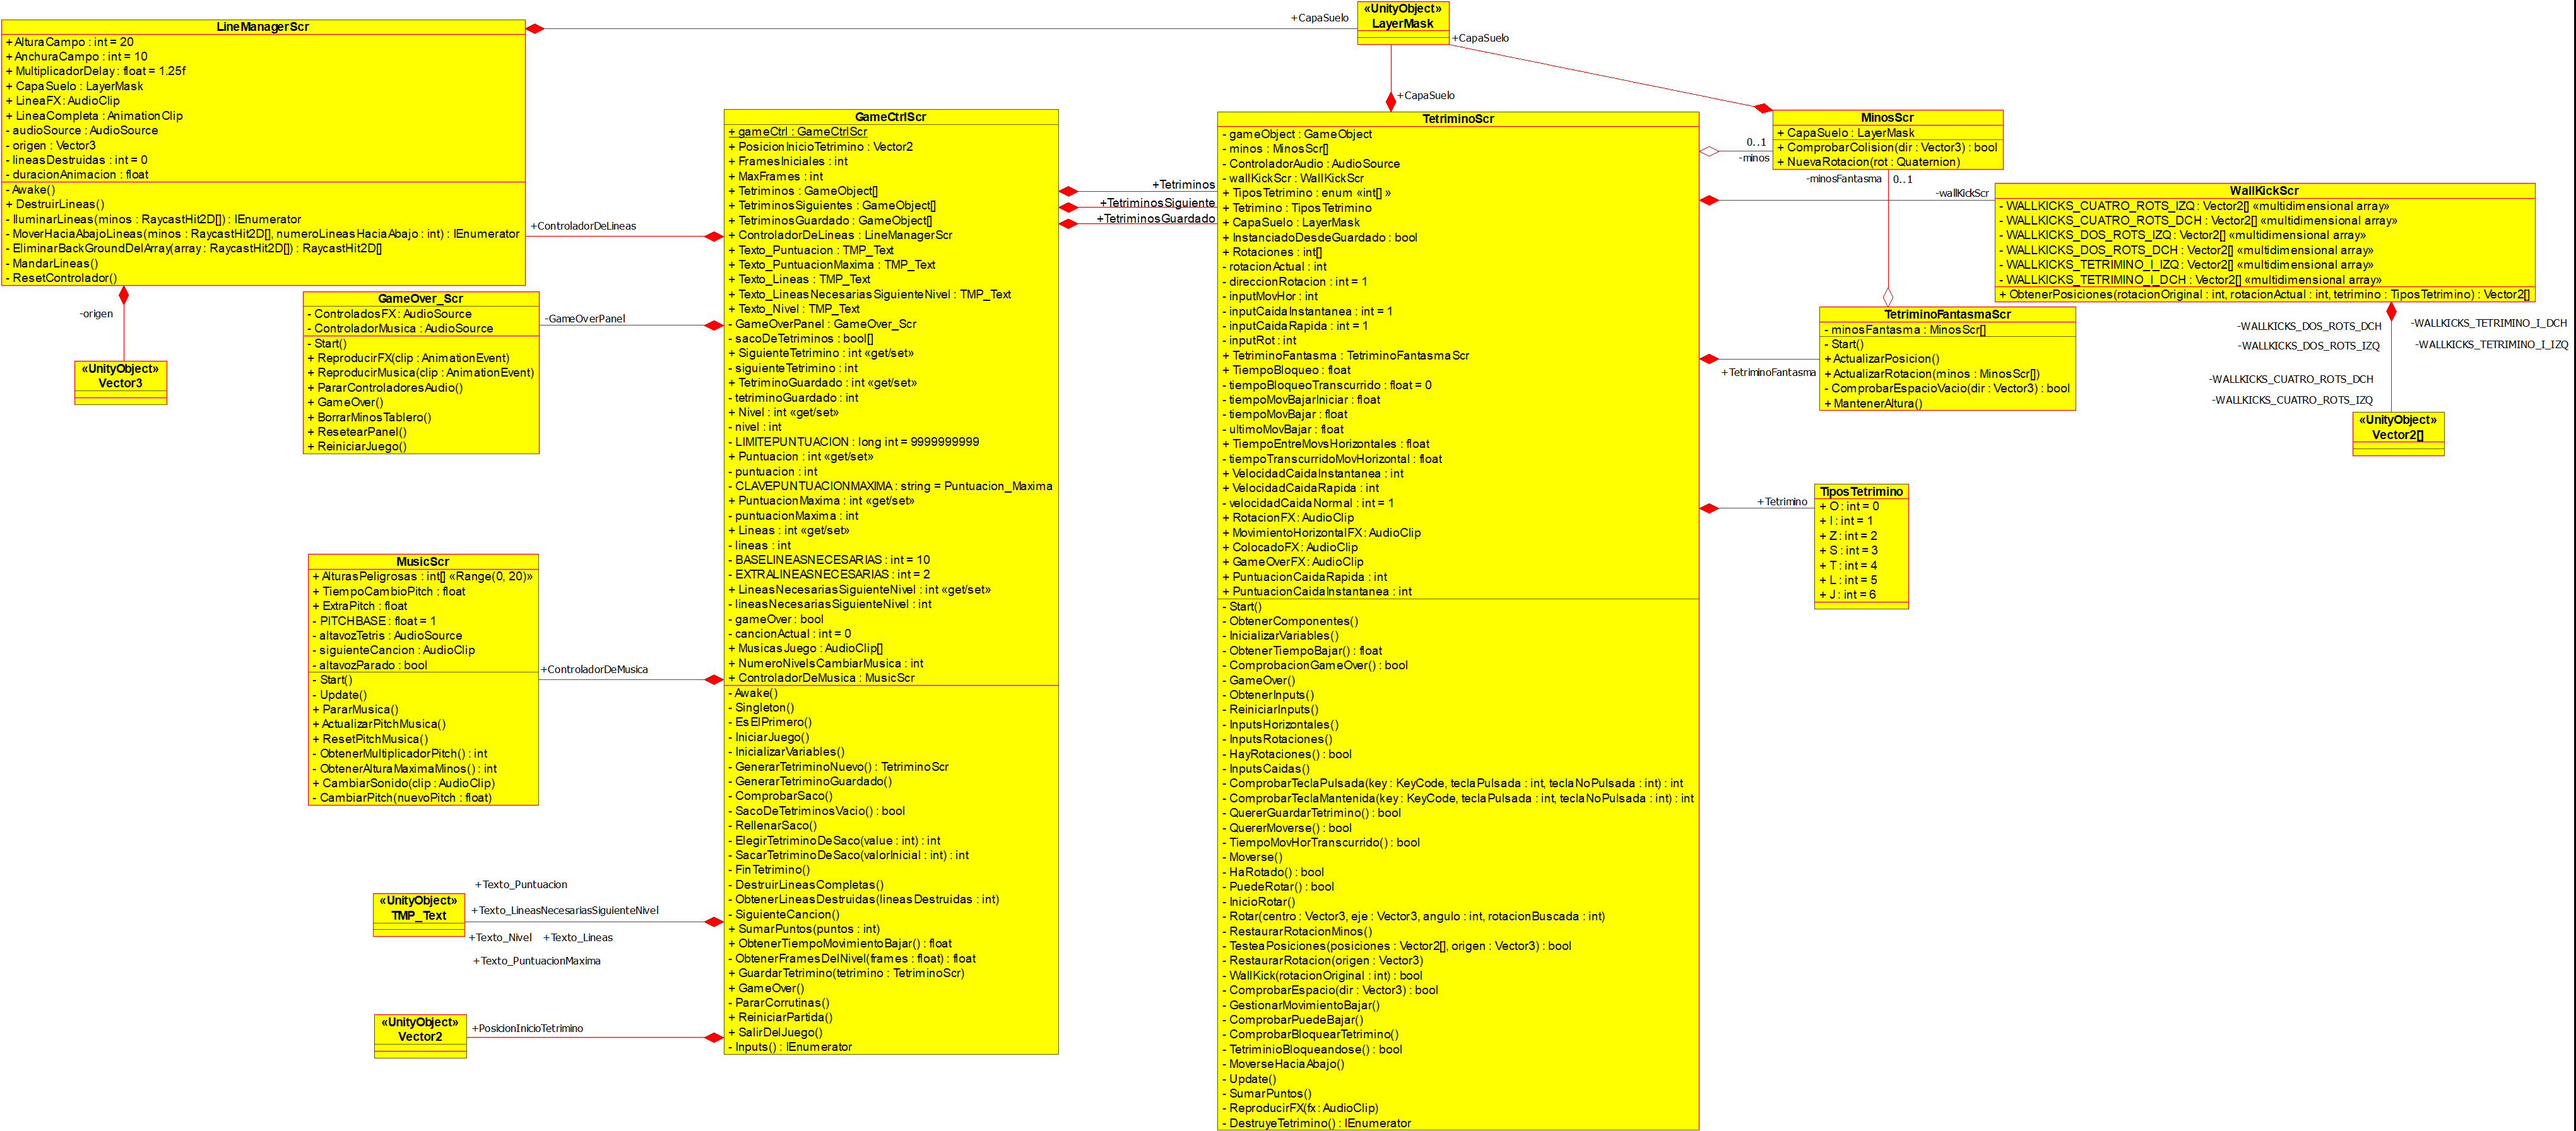 LineManagerScr
+ AlturaCampo : int = 20
+ AnchuraCampo : int = 10
+ MultiplicadorDelay : float = 1.25f
+ CapaSuelo : LayerMask
+ LineaFX : AudioClip
+ LineaCompleta : AnimationClip
- audioSource : AudioSource
- origen : Vector3
- lineasDestruidas : int = 0
- duracionAnimacion : float
- Awake()
+ DestruirLineas()
- IluminarLineas(minos : RaycastHit2D[]) : IEnumerator
- MoverHaciaAbajoLineas(minos : RaycastHit2D[], numeroLineasHaciaAbajo : int) : IEnumerator
- EliminarBackGroundDelArray(array : RaycastHit2D[]) : RaycastHit2D[]
- MandarLineas()
- ResetControlador()
-origen
«UnityObject»
Vector3
GameOver_Scr
- ControladosFX : AudioSource
- ControladorMusica : AudioSource
- Start()
+ ReproducirFX(clip : AnimationEvent)
+ ReproducirMusica(clip : AnimationEvent)
+ PararControladoresAudio()
+ GameOver()
+ BorrarMinosTablero()
+ ResetearPanel()
+ ReiniciarJuego()
MusicScr
+ AlturasPeligrosas : int[] «Range(0, 20)»
+ TiempoCambioPitch : float
+ ExtraPitch : float
- PITCHBASE : float = 1
- altavozTetris : AudioSource
- siguienteCancion : AudioClip
- altavozParado : bool
- Start()
- Update()
+ PararMusica()
+ ActualizarPitchMusica()
+ ResetPitchMusica()
- ObtenerMultiplicadorPitch() : int
- ObtenerAlturaMaximaMinos() : int
+ CambiarSonido(clip : AudioClip)
- CambiarPitch(nuevoPitch : float)
«UnityObject»
TMP_Text
+Texto_Puntuacion
+Texto_LineasNecesariasSiguienteNivel
+Texto_Nivel +Texto_Lineas
+Texto_PuntuacionMaxima
«UnityObject»
Vector2
+PosicionInicioTetrimino
+ControladorDeLineas
-GameOverPanel
+ControladorDeMusica
GameCtrlScr
+ gameCtrl : GameCtrlScr
+ PosicionInicioTetrimino : Vector2
+ FramesIniciales : int
+ MaxFrames : int
+ Tetriminos : GameObject[]
+ TetriminosSiguientes : GameObject[]
+ TetriminosGuardado : GameObject[]
+ ControladorDeLineas : LineManagerScr
+ Texto_Puntuacion : TMP_Text
+ Texto_PuntuacionMaxima : TMP_Text
+ Texto_Lineas : TMP_Text
+ Texto_LineasNecesariasSiguienteNivel : TMP_Text
+ Texto_Nivel : TMP_Text
- GameOverPanel : GameOver_Scr
- sacoDeTetriminos : bool[]
+ SiguienteTetrimino : int «get/set»
- siguienteTetrimino : int
+ TetriminoGuardado : int «get/set»
- tetriminoGuardado : int
+ Nivel : int «get/set»
- nivel : int
- LIMITEPUNTUACION : long int = 9999999999
+ Puntuacion : int «get/set»
- puntuacion : int
- CLAVEPUNTUACIONMAXIMA : string = Puntuacion_Maxima
+ PuntuacionMaxima : int «get/set»
- puntuacionMaxima : int
+ Lineas : int «get/set»
- lineas : int
- BASELINEASNECESARIAS : int = 10
- EXTRALINEASNECESARIAS : int = 2
+ LineasNecesariasSiguienteNivel : int «get/set»
- lineasNecesariasSiguienteNivel : int
- gameOver : bool
- cancionActual : int = 0
+ MusicasJuego : AudioClip[]
+ NumeroNivelsCambiarMusica : int
+ ControladorDeMusica : MusicScr
- Awake()
- Singleton()
- EsElPrimero()
- IniciarJuego()
- InicializarVariables()
- GenerarTetriminoNuevo() : TetriminoScr
- GenerarTetriminoGuardado()
- ComprobarSaco()
- SacoDeTetriminosVacio() : bool
- RellenarSaco()
- ElegirTetriminoDeSaco(value : int) : int
- SacarTetriminoDeSaco(valorInicial : int) : int
- FinTetrimino()
- DestruirLineasCompletas()
- ObtenerLineasDestruidas(lineasDestruidas : int)
- SiguienteCancion()
+ SumarPuntos(puntos : int)
+ ObtenerTiempoMovimientoBajar() : float
- ObtenerFramesDelNivel(frames : float) : float
+ GuardarTetrimino(tetrimino : TetriminoScr)
+ GameOver()
- PararCorrutinas()
+ ReiniciarPartida()
+ SalirDelJuego()
- Inputs() : IEnumerator
+Tetriminos
+TetriminosSiguiente
+TetriminosGuardado
+CapaSuelo
«UnityObject»
LayerMask
+CapaSuelo
+CapaSuelo
TetriminoScr
- gameObject : GameObject
- minos : MinosScr[]
- ControladorAudio : AudioSource
- wallKickScr : WallKickScr
+ TiposTetrimino : enum «int[] »
+ Tetrimino : TiposTetrimino
+ CapaSuelo : LayerMask
+ InstanciadoDesdeGuardado : bool
+ Rotaciones : int[]
- rotacionActual : int
- direccionRotacion : int = 1
- inputMovHor : int
- inputCaidaInstantanea : int = 1
- inputCaidaRapida : int = 1
- inputRot : int
+ TetriminoFantasma : TetriminoFantasmaScr
+ TiempoBloqueo : float
- tiempoBloqueoTranscurrido : float = 0
- tiempoMovBajarIniciar : float
- tiempoMovBajar : float
- ultimoMovBajar : float
+ TiempoEntreMovsHorizontales : float
- tiempoTranscurridoMovHorizontal : float
+ VelocidadCaidaInstantanea : int
+ VelocidadCaidaRapida : int
- velocidadCaidaNormal : int = 1
+ RotacionFX : AudioClip
+ MovimientoHorizontalFX : AudioClip
+ ColocadoFX : AudioClip
+ GameOverFX : AudioClip
+ PuntuacionCaidaRapida : int
+ PuntuacionCaidaInstantanea : int
- Start()
- ObtenerComponentes()
- InicializarVariables()
- ObtenerTiempoBajar() : float
- ComprobacionGameOver() : bool
- GameOver()
- ObtenerInputs()
- ReiniciarInputs()
- InputsHorizontales()
- InputsRotaciones()
- HayRotaciones() : bool
- InputsCaidas()
- ComprobarTeclaPulsada(key : KeyCode, teclaPulsada : int, teclaNoPulsada : int) : int
- ComprobarTeclaMantenida(key : KeyCode, teclaPulsada : int, teclaNoPulsada : int) : int
- QuererGuardarTetrimino() : bool
- QuererMoverse() : bool
- TiempoMovHorTranscurrido() : bool
- Moverse()
- HaRotado() : bool
- PuedeRotar() : bool
- InicioRotar()
- Rotar(centro : Vector3, eje : Vector3, angulo : int, rotacionBuscada : int)
- RestaurarRotacionMinos()
- TesteaPosiciones(posiciones : Vector2[], origen : Vector3) : bool
- RestaurarRotacion(origen : Vector3)
- WallKick(rotacionOriginal : int) : bool
- ComprobarEspacio(dir : Vector3) : bool
- GestionarMovimientoBajar()
- ComprobarPuedeBajar()
- ComprobarBloquearTetrimino()
- TetriminioBloqueandose() : bool
- MoverseHaciaAbajo()
- Update()
- SumarPuntos()
- ReproducirFX(fx : AudioClip)
- DestruyeTetrimino() : IEnumerator
0..1
-minos
MinosScr
+ CapaSuelo : LayerMask
+ ComprobarColision(dir : Vector3) : bool
+ NuevaRotacion(rot : Quaternion)
-minosFantasma 0..1
-wallKickScr
WallKickScr
- WALLKICKS_CUATRO_ROTS_IZQ : Vector2[] «multidimensional array»
- WALLKICKS_CUATRO_ROTS_DCH : Vector2[] «multidimensional array»
- WALLKICKS_DOS_ROTS_IZQ : Vector2[] «multidimensional array»
- WALLKICKS_DOS_ROTS_DCH : Vector2[] «multidimensional array»
- WALLKICKS_TETRIMINO_I_IZQ : Vector2[] «multidimensional array»
- WALLKICKS_TETRIMINO_I_DCH : Vector2[] «multidimensional array»
+ ObtenerPosiciones(rotacionOriginal : int, rotacionActual : int, tetrimino : TiposTetrimino) : Vector2[]
+TetriminoFantasma
TetriminoFantasmaScr
- minosFantasma : MinosScr[]
- Start()
+ ActualizarPosicion()
+ ActualizarRotacion(minos : MinosScr[])
- ComprobarEspacioVacio(dir : Vector3) : bool
+ MantenerAltura()
-WALLKICKS_DOS_ROTS_DCH
-WALLKICKS_TETRIMINO_I_DCH
-WALLKICKS_DOS_ROTS_IZQ
-WALLKICKS_TETRIMINO_I_IZQ
-WALLKICKS_CUATRO_ROTS_DCH
-WALLKICKS_CUATRO_ROTS_IZQ
«UnityObject»
Vector2[]
+Tetrimino
TiposTetrimino
+ O : int = 0
+ I : int = 1
+ Z : int = 2
+ S : int = 3
+ T : int = 4
+ L : int = 5
+ J : int = 6